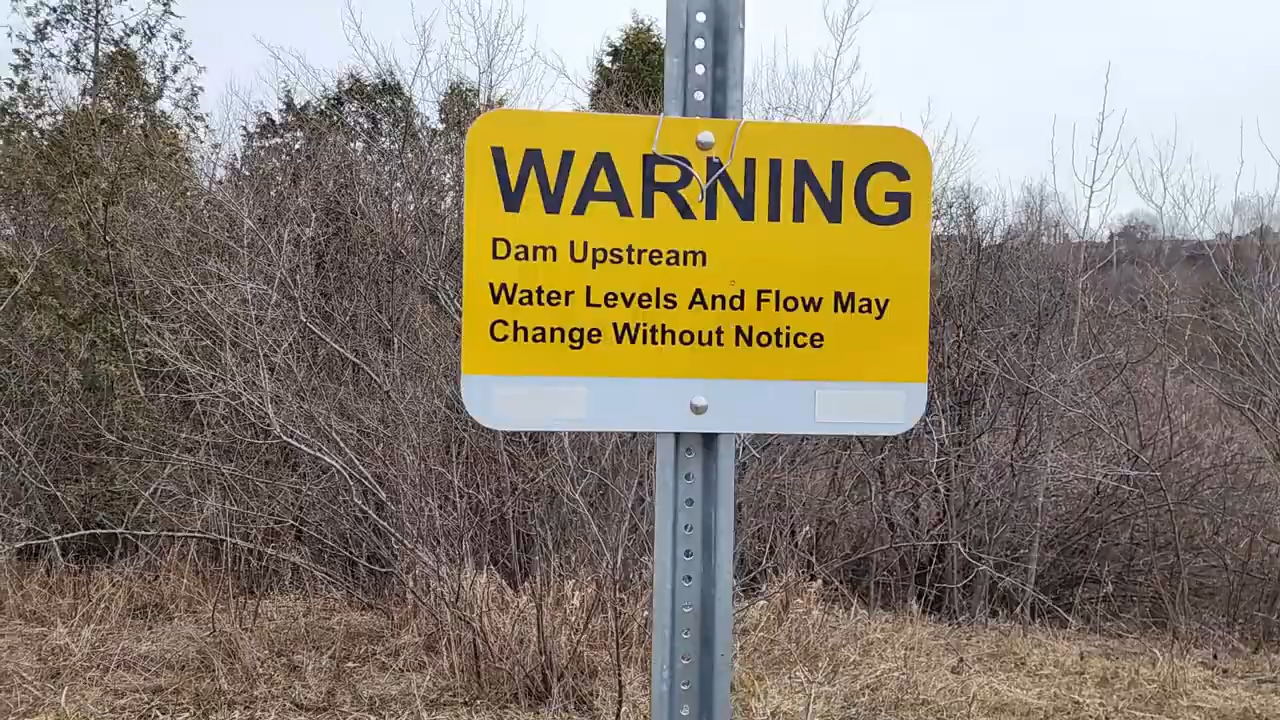 WARNING
Dam Upstream
Water Levels And Flow May
Change Without Notice